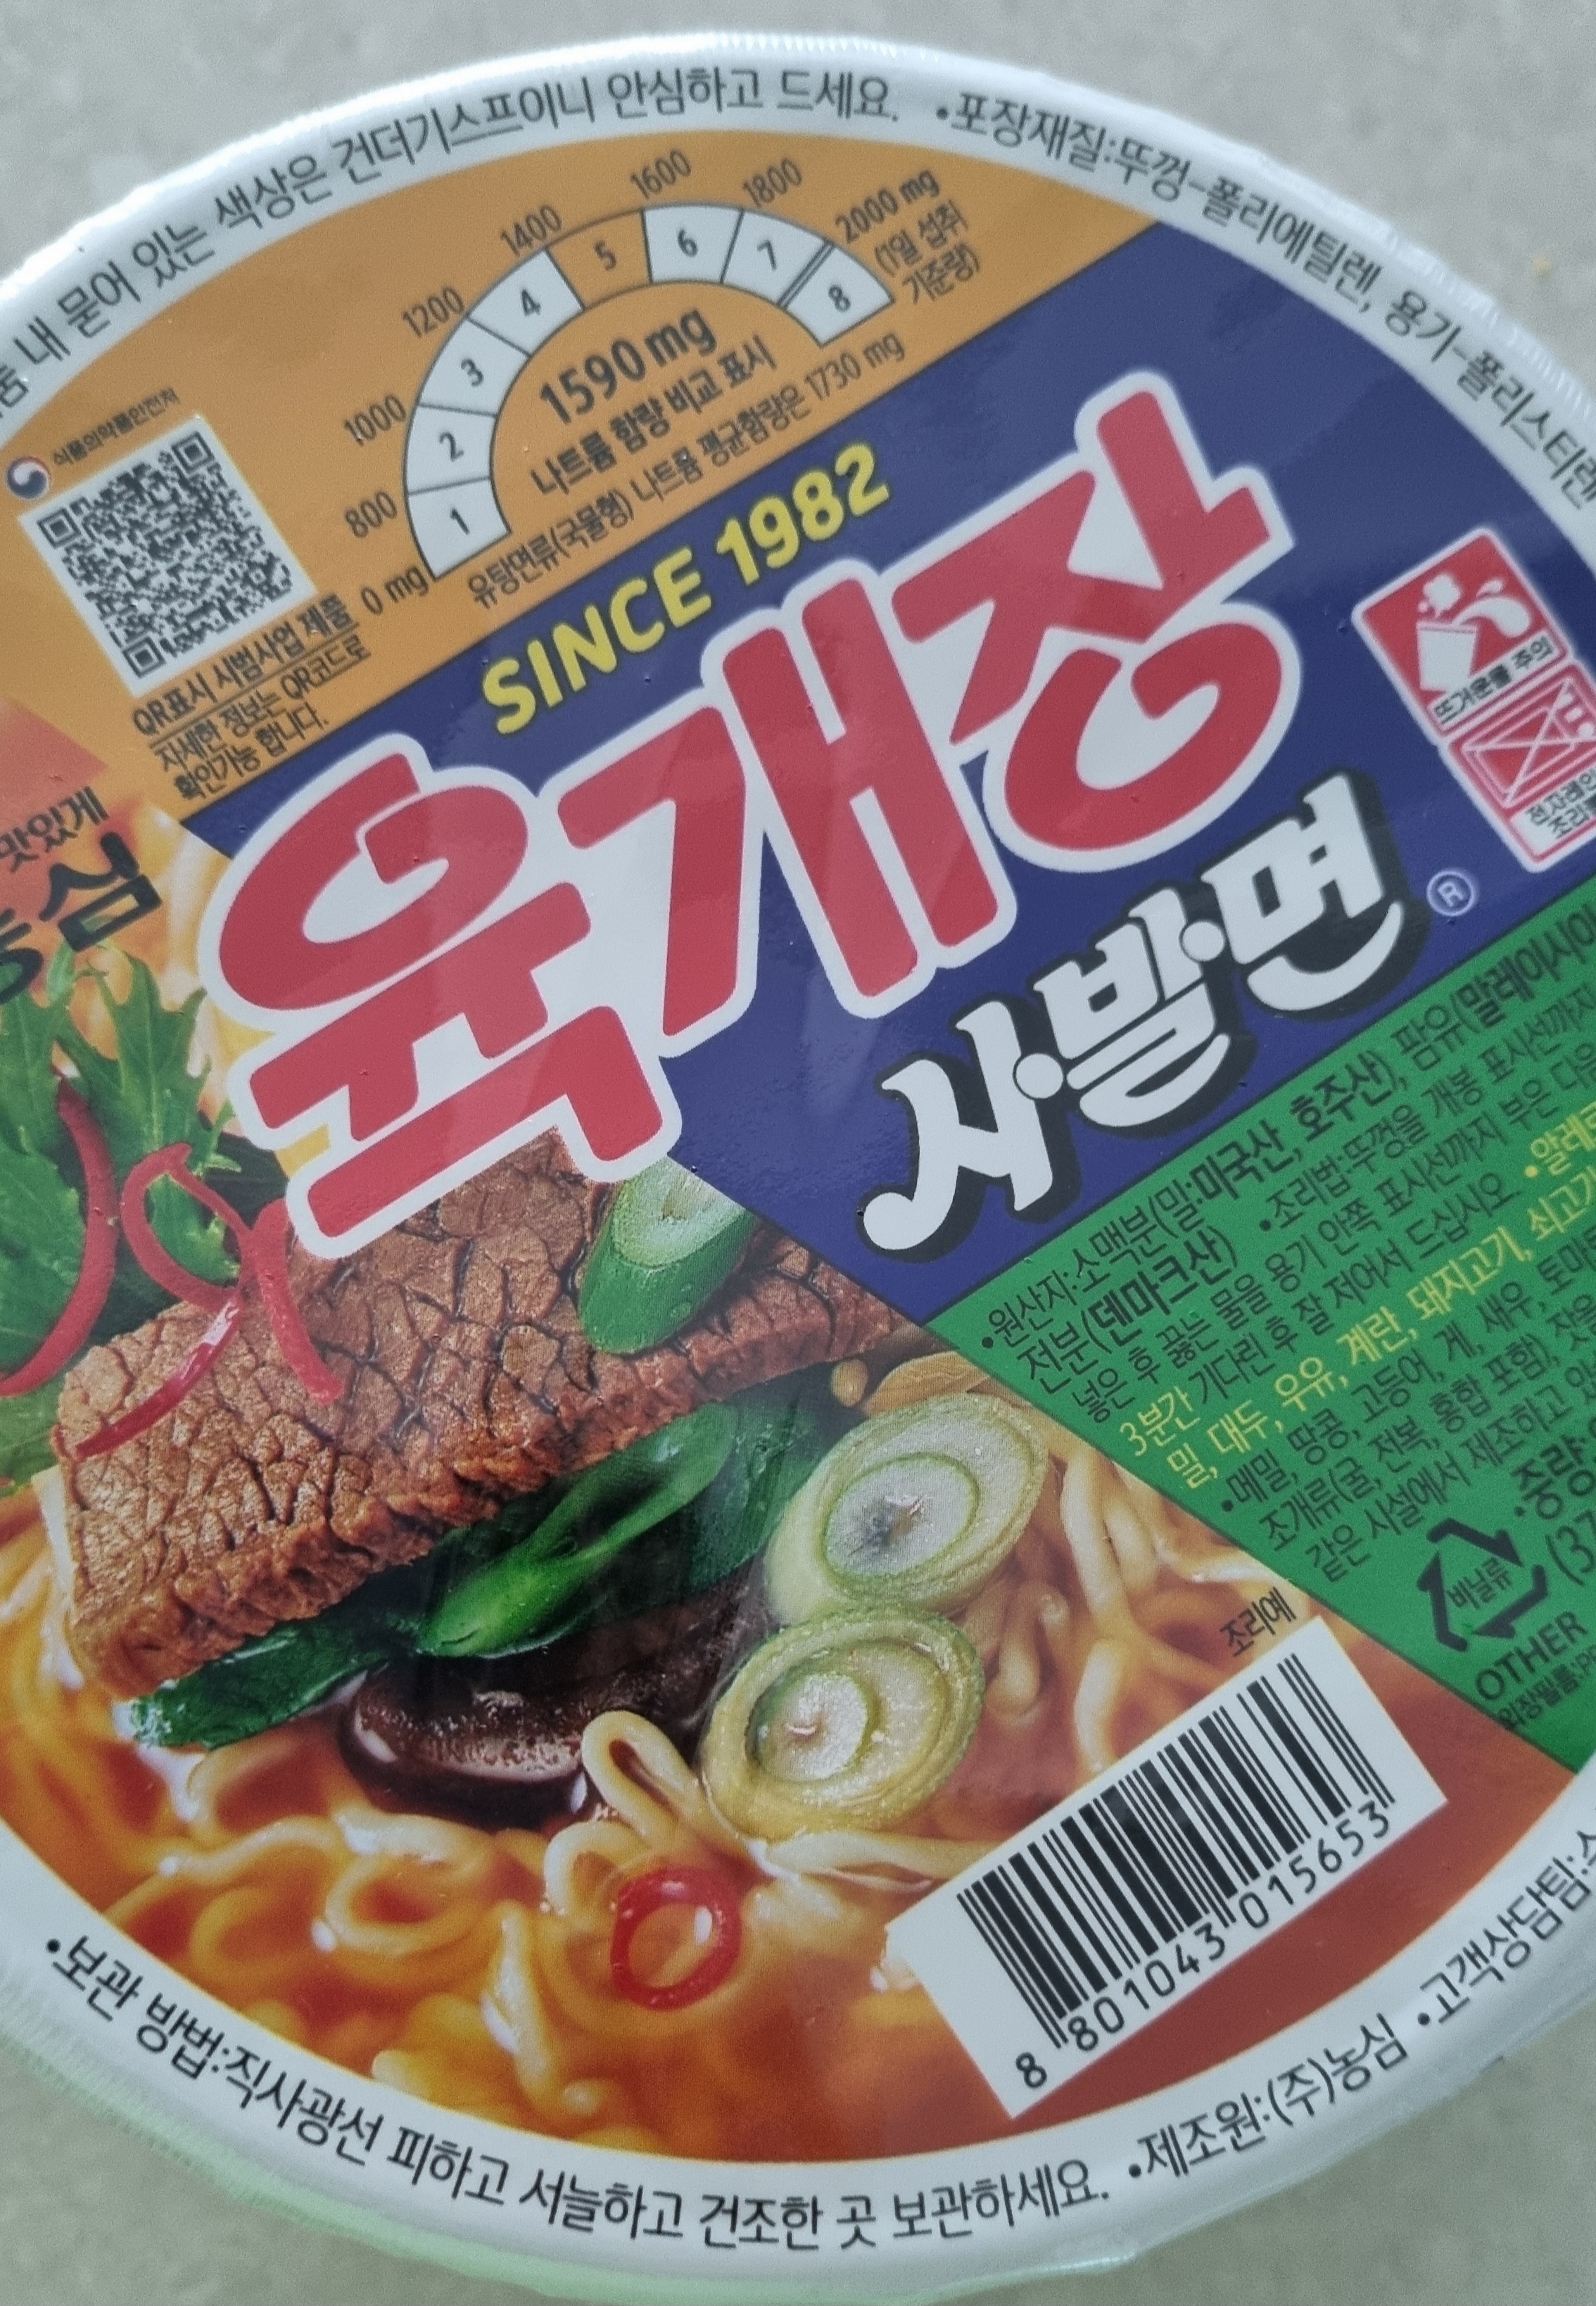 내 묻어 있는 색상은 건더기스프이니 안심하고 드세요. •포장재질:뚜껑-폴리에틸렌, 용기-폴리스티렌
식품의약품안전처
QR표시 시범사업 제품
자세한 정보는 QR코드로
확인가능 합니다.
0 mg 800 1000 1200 1400 1600 1800 2000 mg
(1일 섭취
기준량)
1 2 3 4 5 6 7 8
1590 mg
나트륨 함량 비교 표시
유탕면류(국물형) 나트륨 평균함량은 1730 mg
SINCE 1982
육개장
사발면
®
맛있게
농심
뜨거운물 주의
•원산지:소맥분(밀:미국산, 호주산), 팜유(말레이시아
전분(덴마크산) •조리법:뚜껑을 개봉 표시선까지
넣은 후 끓는 물을 용기 안쪽 표시선까지 부은 다음
3분간 기다린 후 잘 저어서 드십시오
밀, 대두, 우유, 계란, 돼지고기, 쇠고기
•메밀, 땅콩, 고등어, 게, 새우,
조개류(굴, 전복, 홍합 포함),
같은 시설에서 제조하고
•중량:
비닐류
OTHER
조리예
8 801043 015653
•보관 방법:직사광선 피하고 서늘하고 건조한 곳 보관하세요. •제조원:(주)농심 •고객상담팀: